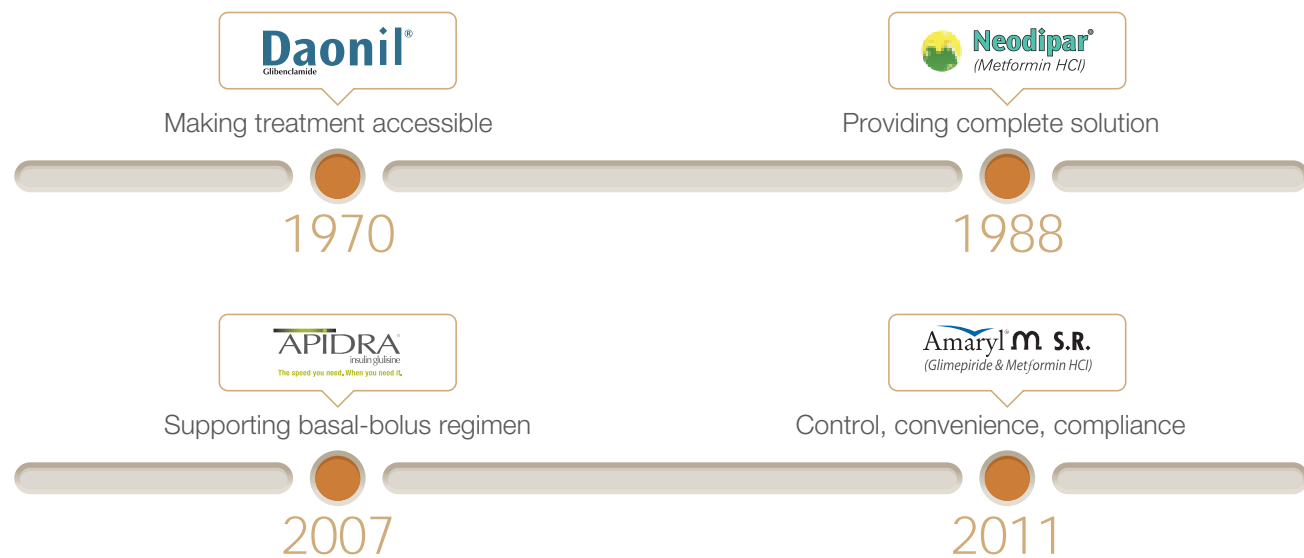 Daonil®
Glibenclamide
Neodipar®
(Metformin HCl)
Making treatment accessible
Providing complete solution
1970
1988
APIDRA®
insulin glulisine
The speed you need. When you need it.
Amaryl® M S.R.
(Glimepiride & Metformin HCl)
Supporting basal-bolus regimen
Control, convenience, compliance
2007
2011